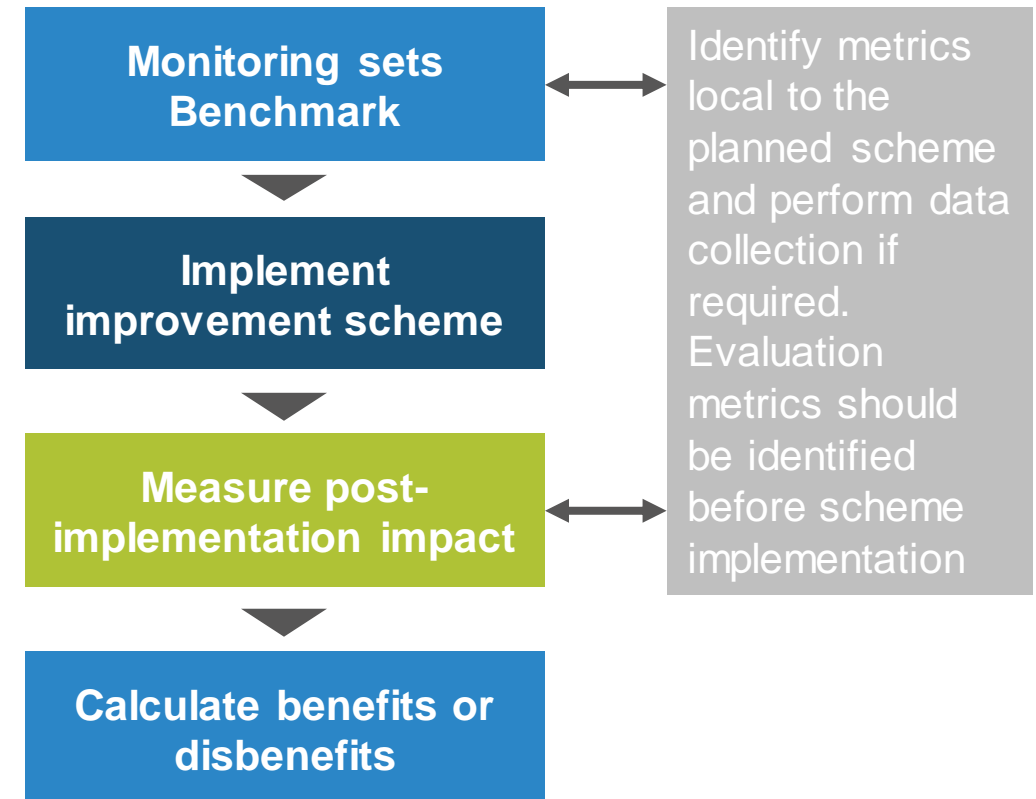 Monitoring sets
Benchmark
Implement
improvement scheme
Measure post-
implementation impact
Calculate benefits or
disbenefits
Identify metrics
local to the
planned scheme
and perform data
collection if
required.
Evaluation
metrics should
be identified
before scheme
implementation